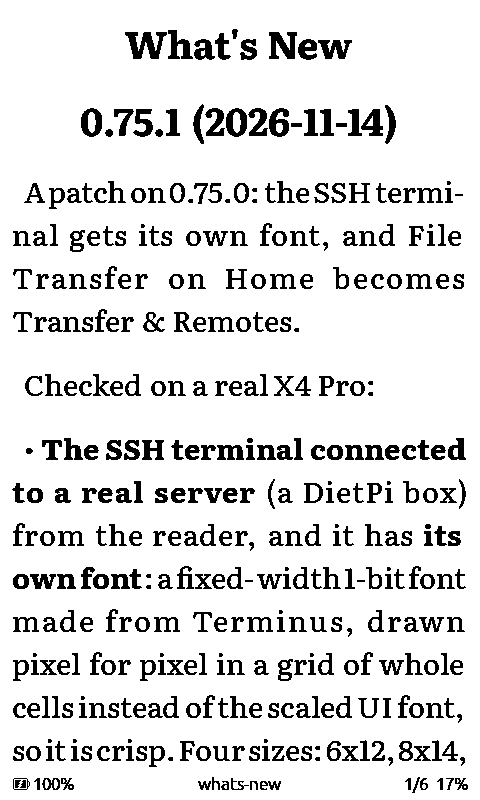 What's New
0.75.1 (2026-11-14)
A patch on 0.75.0: the SSH termi-
nal gets its own font, and File
Transfer on Home becomes
Transfer & Remotes.
Checked on a real X4 Pro:
• The SSH terminal connected
to a real server (a DietPi box)
from the reader, and it has its
own font: a fixed-width 1-bit font
made from Terminus, drawn
pixel for pixel in a grid of whole
cells instead of the scaled UI font,
so it is crisp. Four sizes: 6x12, 8x14,
100% whats-new 1/6 17%